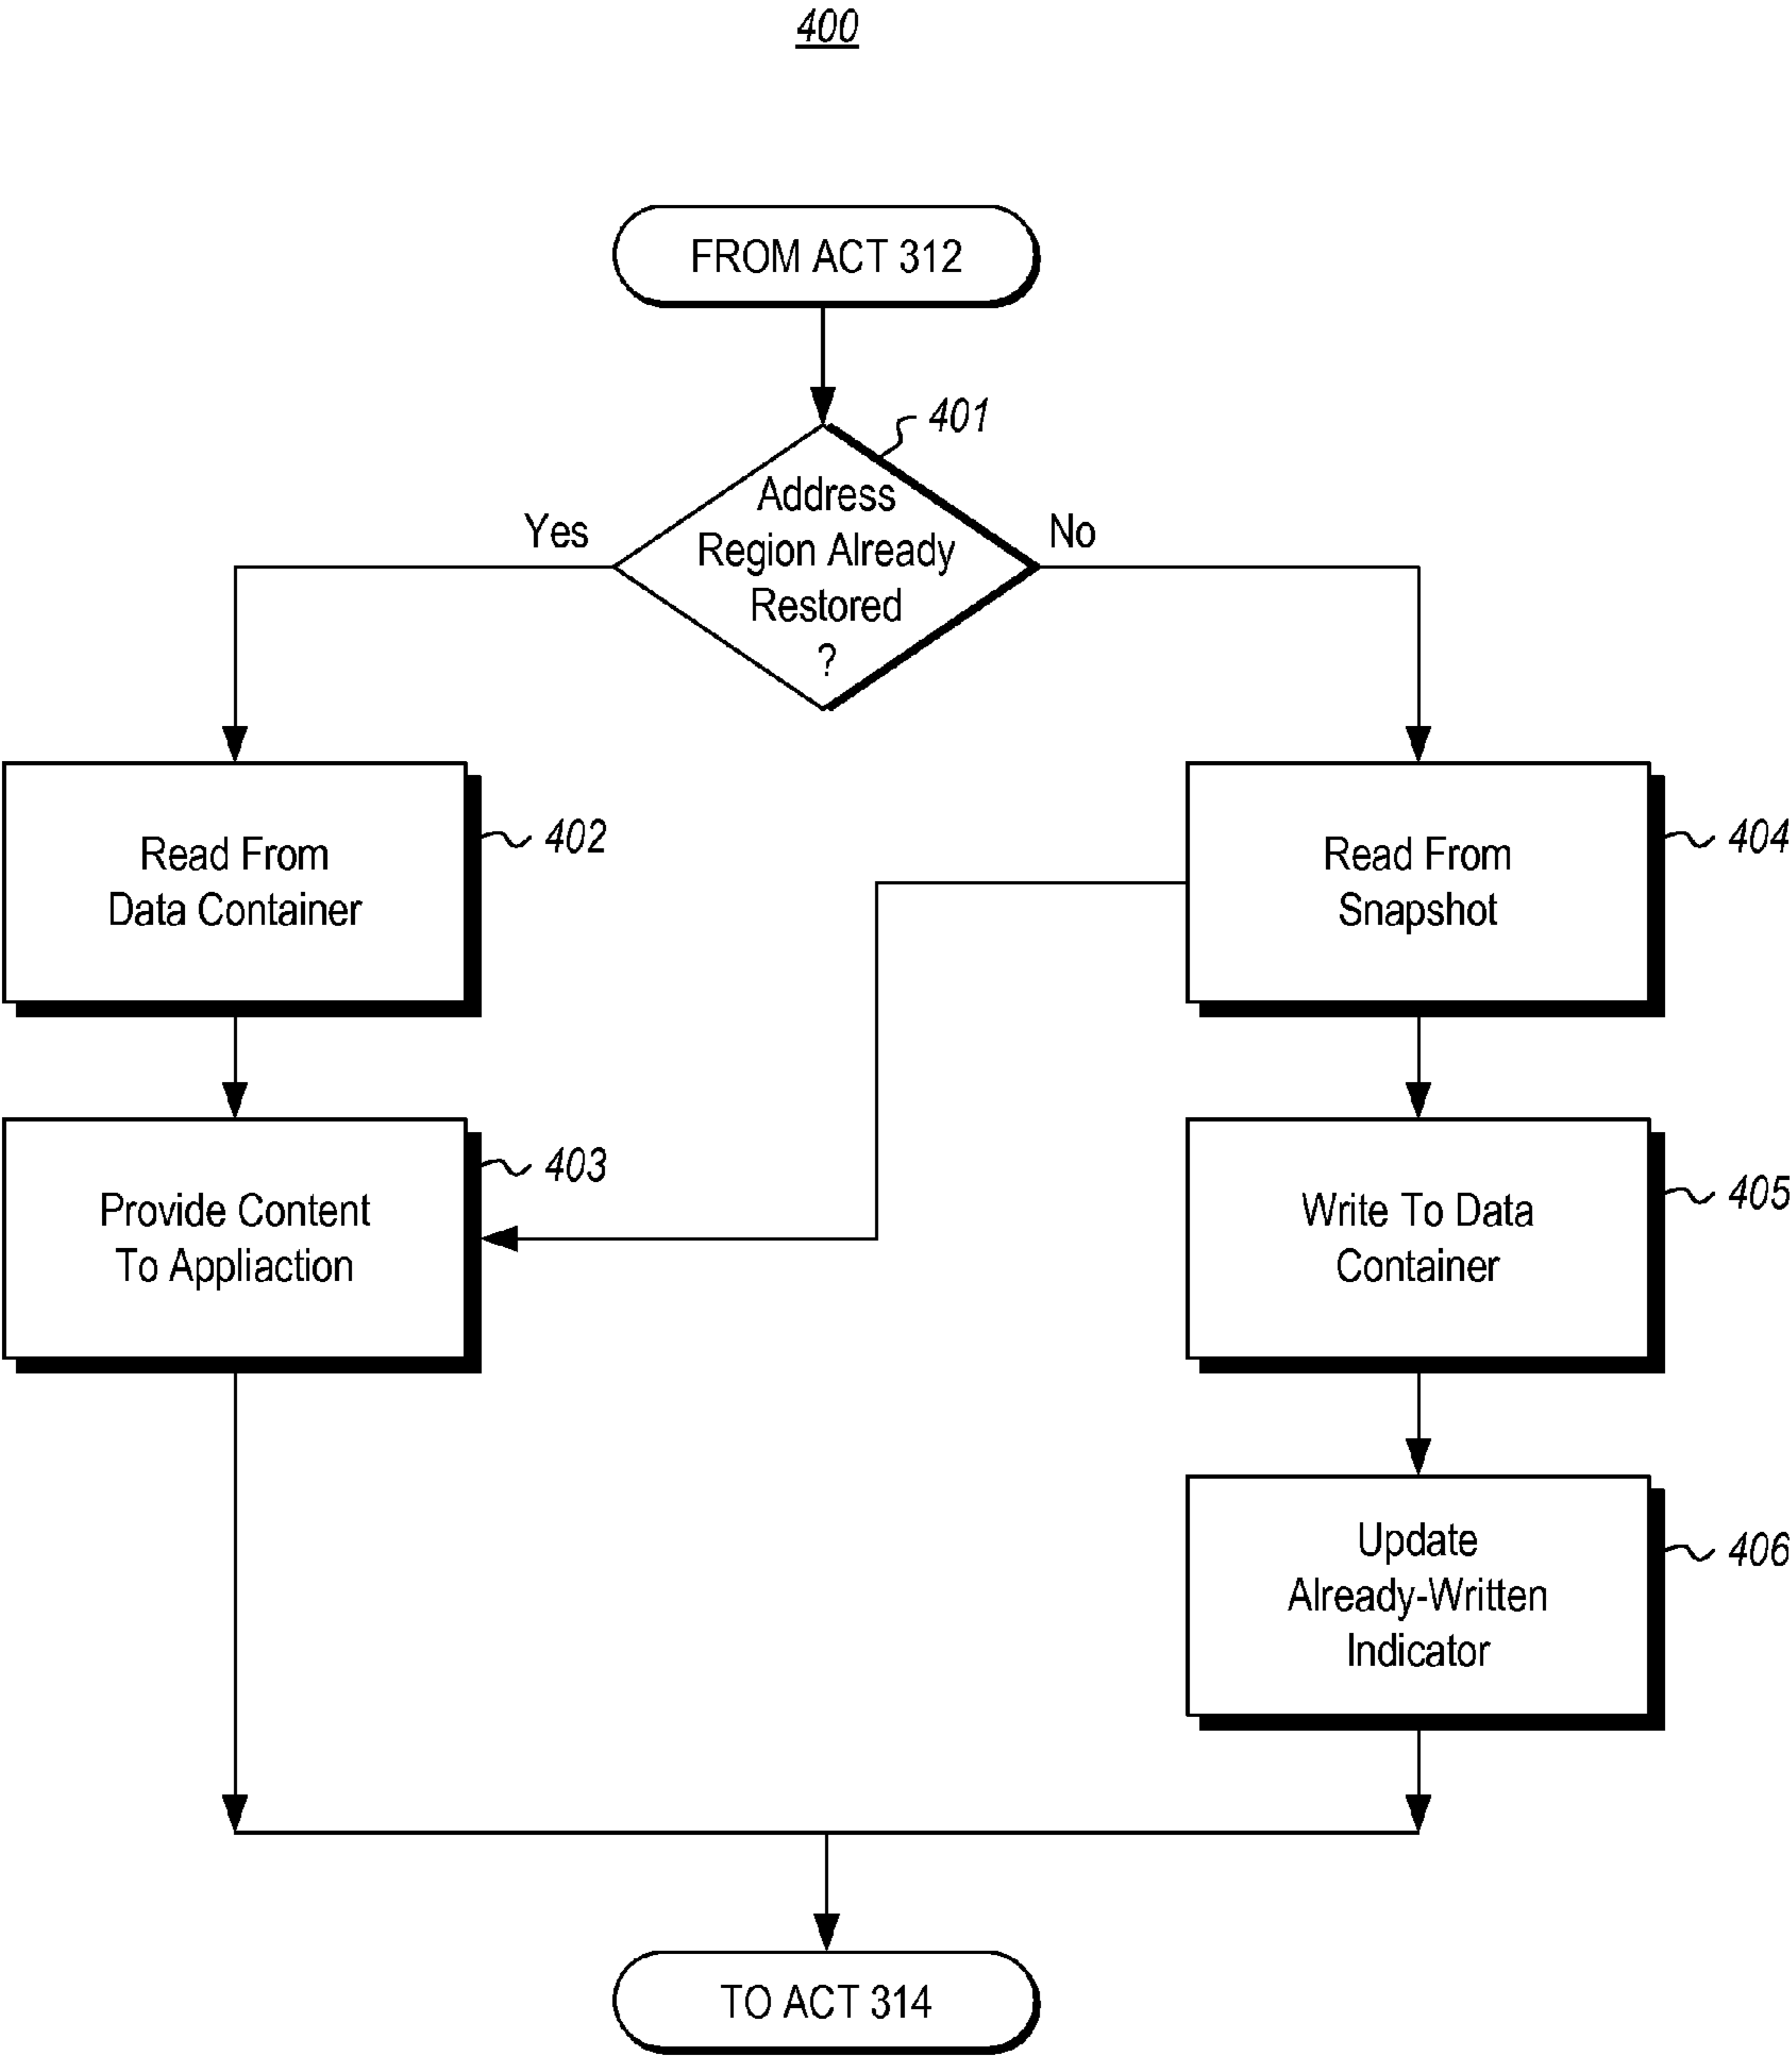 400
FROM ACT 312
401
Address
Region Already
Restored
?
Yes
No
Read From
Data Container
402
Read From
Snapshot
404
Provide Content
To Appliaction
403
Write To Data
Container
405
Update
Already-Written
Indicator
406
TO ACT 314